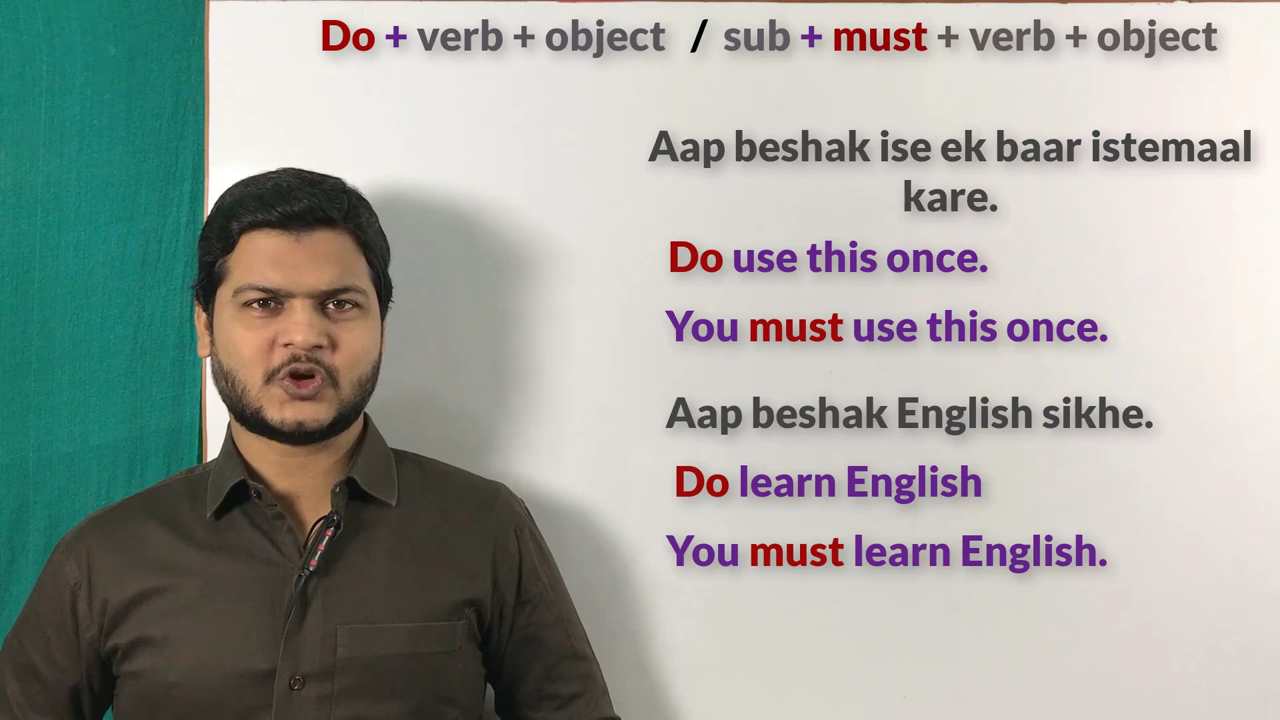 Do + verb + object / sub + must + verb + object
Aap beshak ise ek baar istemaal
kare.
Do use this once.
You must use this once.
Aap beshak English sikhe.
Do learn English
You must learn English.